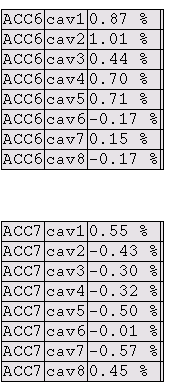 ACC6 cav1 0.87 %
ACC6 cav2 1.01 %
ACC6 cav3 0.44 %
ACC6 cav4 0.70 %
ACC6 cav5 0.71 %
ACC6 cav6 -0.17 %
ACC6 cav7 0.15 %
ACC6 cav8 -0.17 %
ACC7 cav1 0.55 %
ACC7 cav2 -0.43 %
ACC7 cav3 -0.30 %
ACC7 cav4 -0.32 %
ACC7 cav5 -0.50 %
ACC7 cav6 -0.01 %
ACC7 cav7 -0.57 %
ACC7 cav8 0.45 %